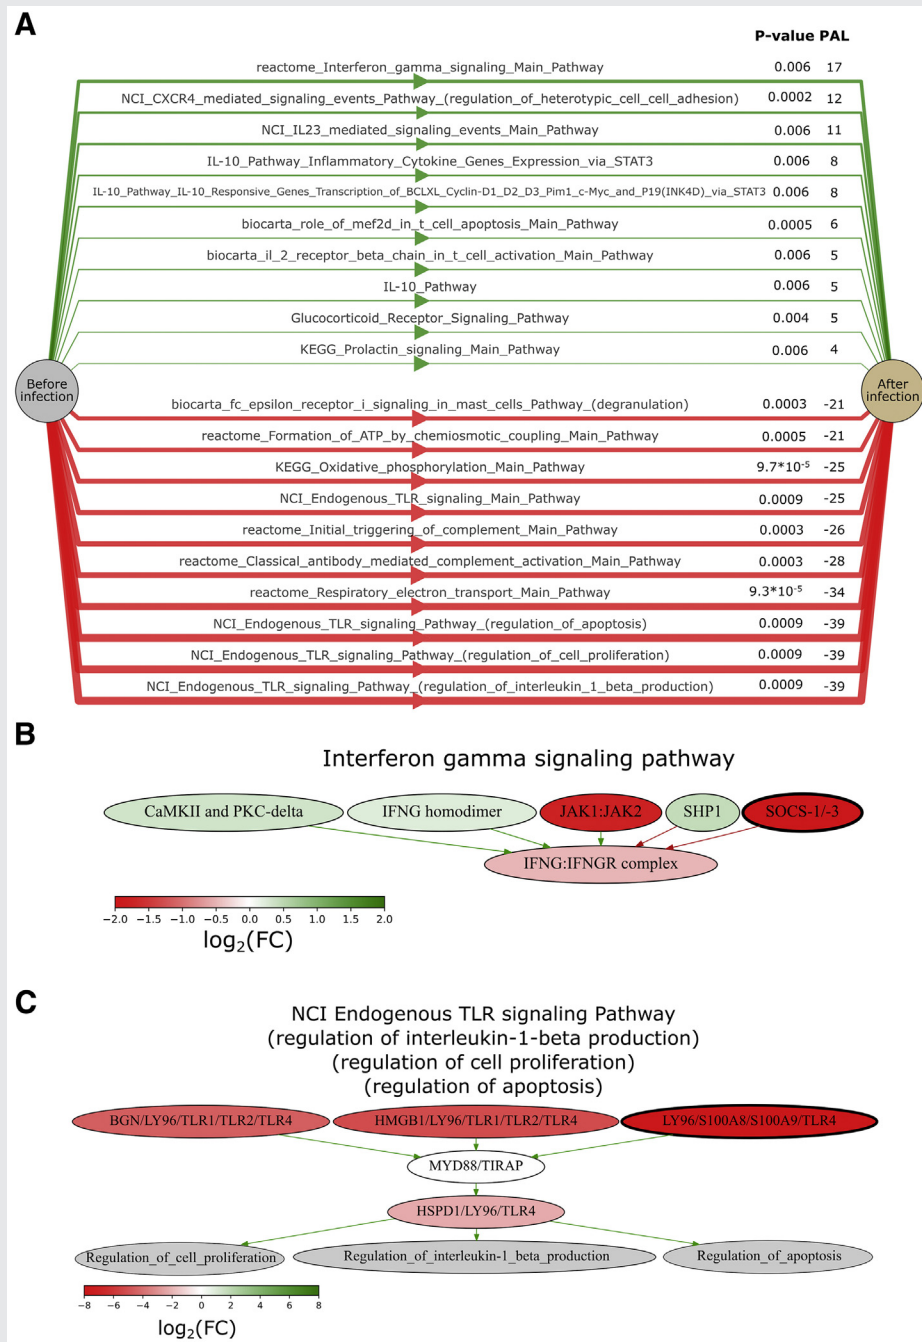 A
P-value PAL
reactome_Interferon_gamma_signaling_Main_Pathway 0.006 17
NCI_CXCR4_mediated_signaling_events_Pathway_(regulation_of_heterotypic_cell_cell_adhesion) 0.0002 12
NCI_IL23_mediated_signaling_events_Main_Pathway 0.006 11
IL-10_Pathway_Inflammatory_Cytokine_Genes_Expression_via_STAT3 0.006 8
IL-10_Pathway_IL-10_Responsive_Genes_Transcription_of_BCLXL_Cyclin-D1_D2_D3_Pim1_c-Myc_and_P19(INK4D)_via_STAT3 0.006 8
biocarta_role_of_mef2d_in_t_cell_apoptosis_Main_Pathway 0.0005 6
biocarta_il_2_receptor_beta_chain_in_t_cell_activation_Main_Pathway 0.006 5
IL-10_Pathway 0.006 5
Glucocorticoid_Receptor_Signaling_Pathway 0.004 5
KEGG_Prolactin_signaling_Main_Pathway 0.006 4
Before
infection
After
infection
biocarta_fc_epsilon_receptor_i_signaling_in_mast_cells_Pathway_(degranulation) 0.0003 -21
reactome_Formation_of_ATP_by_chemiosmotic_coupling_Main_Pathway 0.0005 -21
KEGG_Oxidative_phosphorylation_Main_Pathway 9.7*10⁻⁵ -25
NCI_Endogenous_TLR_signaling_Main_Pathway 0.0009 -25
reactome_Initial_triggering_of_complement_Main_Pathway 0.0003 -26
reactome_Classical_antibody_mediated_complement_activation_Main_Pathway 0.0003 -28
reactome_Respiratory_electron_transport_Main_Pathway 9.3*10⁻⁵ -34
NCI_Endogenous_TLR_signaling_Pathway_(regulation_of_apoptosis) 0.0009 -39
NCI_Endogenous_TLR_signaling_Pathway_(regulation_of_cell_proliferation) 0.0009 -39
NCI_Endogenous_TLR_signaling_Pathway_(regulation_of_interleukin_1_beta_production) 0.0009 -39
B
Interferon gamma signaling pathway
CaMKII and PKC-delta IFNG homodimer JAK1:JAK2 SHP1 SOCS-1/-3
IFNG:IFNGR complex
−2.0 −1.5 −1.0 −0.5 0.0 0.5 1.0 1.5 2.0
log₂(FC)
C
NCI Endogenous TLR signaling Pathway
(regulation of interleukin-1-beta production)
(regulation of cell proliferation)
(regulation of apoptosis)
BGN/LY96/TLR1/TLR2/TLR4 HMGB1/LY96/TLR1/TLR2/TLR4 LY96/S100A8/S100A9/TLR4
MYD88/TIRAP
HSPD1/LY96/TLR4
Regulation_of_cell_proliferation Regulation_of_interleukin-1_beta_production Regulation_of_apoptosis
−8 −6 −4 −2 0 2 4 6 8
log₂(FC)